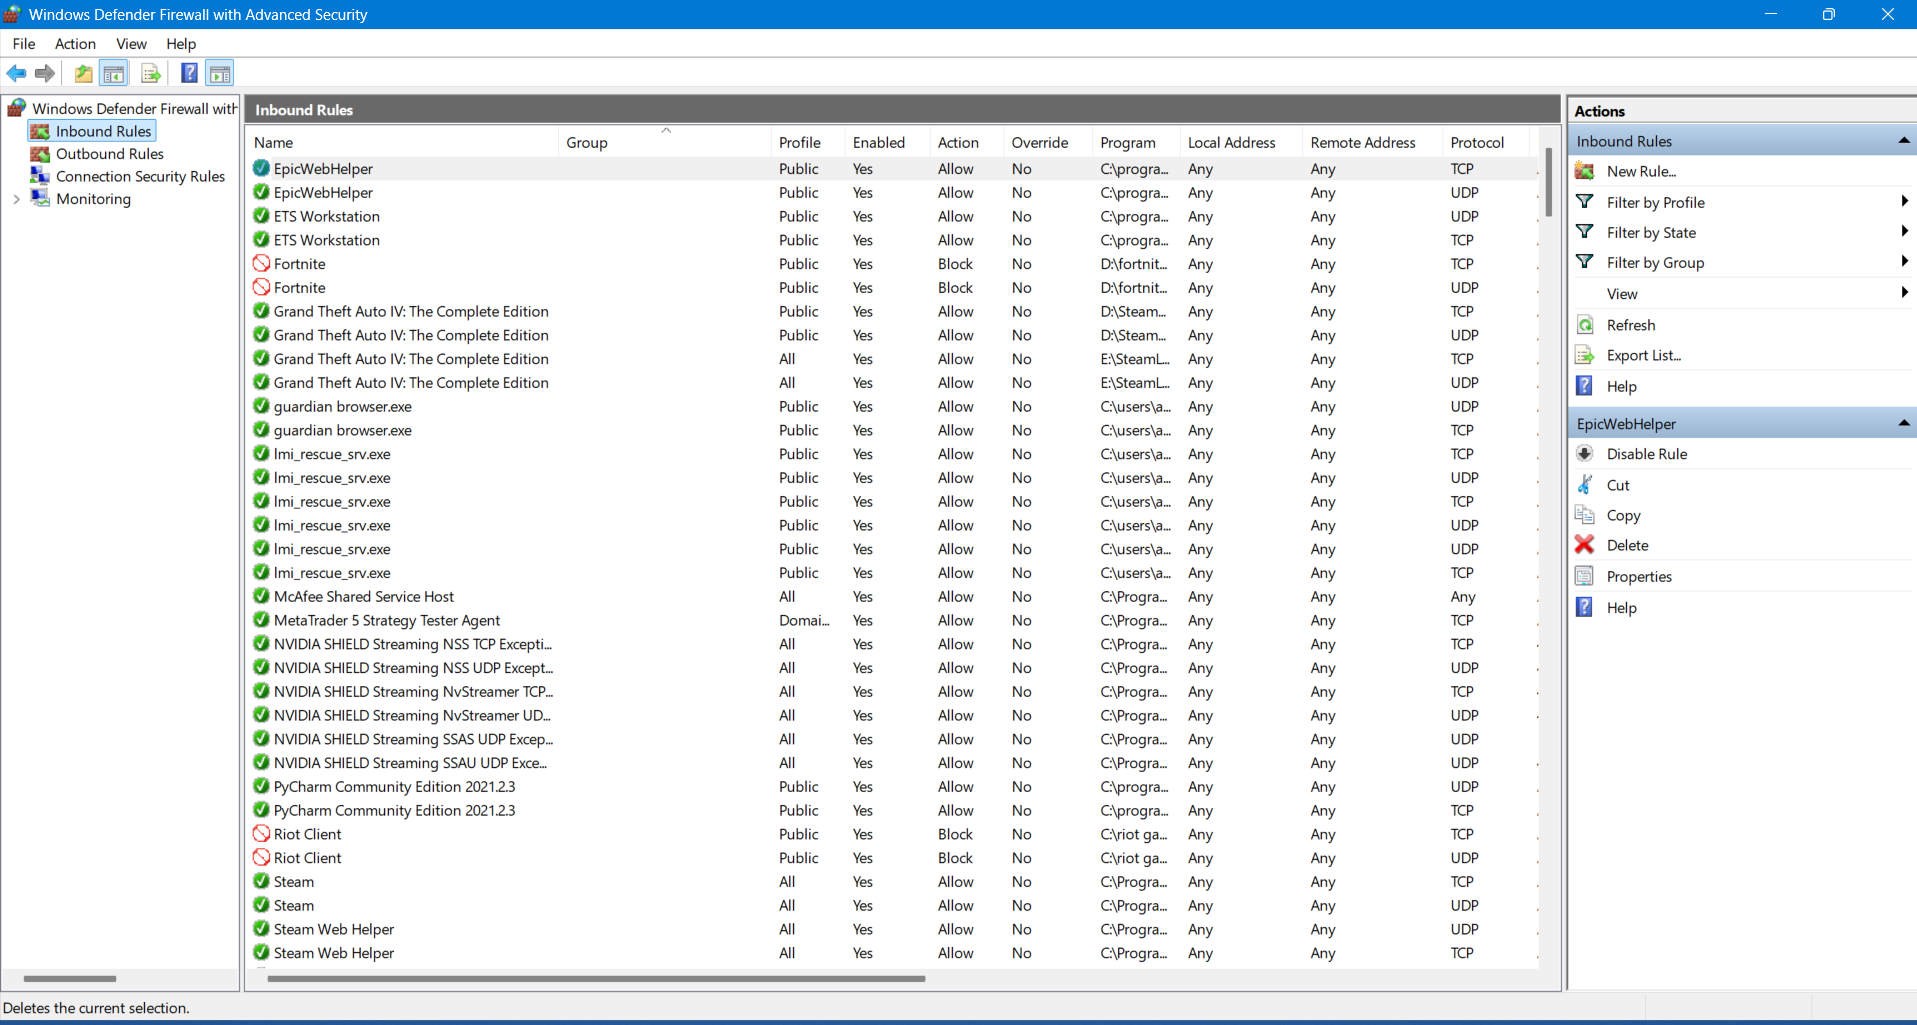 Windows Defender Firewall with Advanced Security
File Action View Help
Windows Defender Firewall with
Inbound Rules
Outbound Rules
Connection Security Rules
Monitoring
Inbound Rules
Name Group Profile Enabled Action Override Program Local Address Remote Address Protocol
EpicWebHelper Public Yes Allow No C:\progra... Any Any TCP
EpicWebHelper Public Yes Allow No C:\progra... Any Any UDP
ETS Workstation Public Yes Allow No C:\progra... Any Any UDP
ETS Workstation Public Yes Allow No C:\progra... Any Any TCP
Fortnite Public Yes Block No D:\fortnit... Any Any TCP
Fortnite Public Yes Block No D:\fortnit... Any Any UDP
Grand Theft Auto IV: The Complete Edition Public Yes Allow No D:\Steam... Any Any TCP
Grand Theft Auto IV: The Complete Edition Public Yes Allow No D:\Steam... Any Any UDP
Grand Theft Auto IV: The Complete Edition All Yes Allow No E:\SteamL... Any Any TCP
Grand Theft Auto IV: The Complete Edition All Yes Allow No E:\SteamL... Any Any UDP
guardian browser.exe Public Yes Allow No C:\users\a... Any Any UDP
guardian browser.exe Public Yes Allow No C:\users\a... Any Any TCP
lmi_rescue_srv.exe Public Yes Allow No C:\users\a... Any Any TCP
lmi_rescue_srv.exe Public Yes Allow No C:\users\a... Any Any UDP
lmi_rescue_srv.exe Public Yes Allow No C:\users\a... Any Any TCP
lmi_rescue_srv.exe Public Yes Allow No C:\users\a... Any Any UDP
lmi_rescue_srv.exe Public Yes Allow No C:\users\a... Any Any UDP
lmi_rescue_srv.exe Public Yes Allow No C:\users\a... Any Any TCP
McAfee Shared Service Host All Yes Allow No C:\Progra... Any Any Any
MetaTrader 5 Strategy Tester Agent Domai... Yes Allow No C:\Progra... Any Any TCP
NVIDIA SHIELD Streaming NSS TCP Excepti... All Yes Allow No C:\Progra... Any Any TCP
NVIDIA SHIELD Streaming NSS UDP Except... All Yes Allow No C:\Progra... Any Any UDP
NVIDIA SHIELD Streaming NvStreamer TCP... All Yes Allow No C:\Progra... Any Any TCP
NVIDIA SHIELD Streaming NvStreamer UD... All Yes Allow No C:\Progra... Any Any UDP
NVIDIA SHIELD Streaming SSAS UDP Excep... All Yes Allow No C:\Progra... Any Any UDP
NVIDIA SHIELD Streaming SSAU UDP Exce... All Yes Allow No C:\Progra... Any Any UDP
PyCharm Community Edition 2021.2.3 Public Yes Allow No C:\progra... Any Any UDP
PyCharm Community Edition 2021.2.3 Public Yes Allow No C:\progra... Any Any TCP
Riot Client Public Yes Block No C:\riot ga... Any Any TCP
Riot Client Public Yes Block No C:\riot ga... Any Any UDP
Steam All Yes Allow No C:\Progra... Any Any TCP
Steam All Yes Allow No C:\Progra... Any Any UDP
Steam Web Helper All Yes Allow No C:\Progra... Any Any UDP
Steam Web Helper All Yes Allow No C:\Progra... Any Any TCP
Actions
Inbound Rules
New Rule...
Filter by Profile
Filter by State
Filter by Group
View
Refresh
Export List...
Help
EpicWebHelper
Disable Rule
Cut
Copy
Delete
Properties
Help
Deletes the current selection.